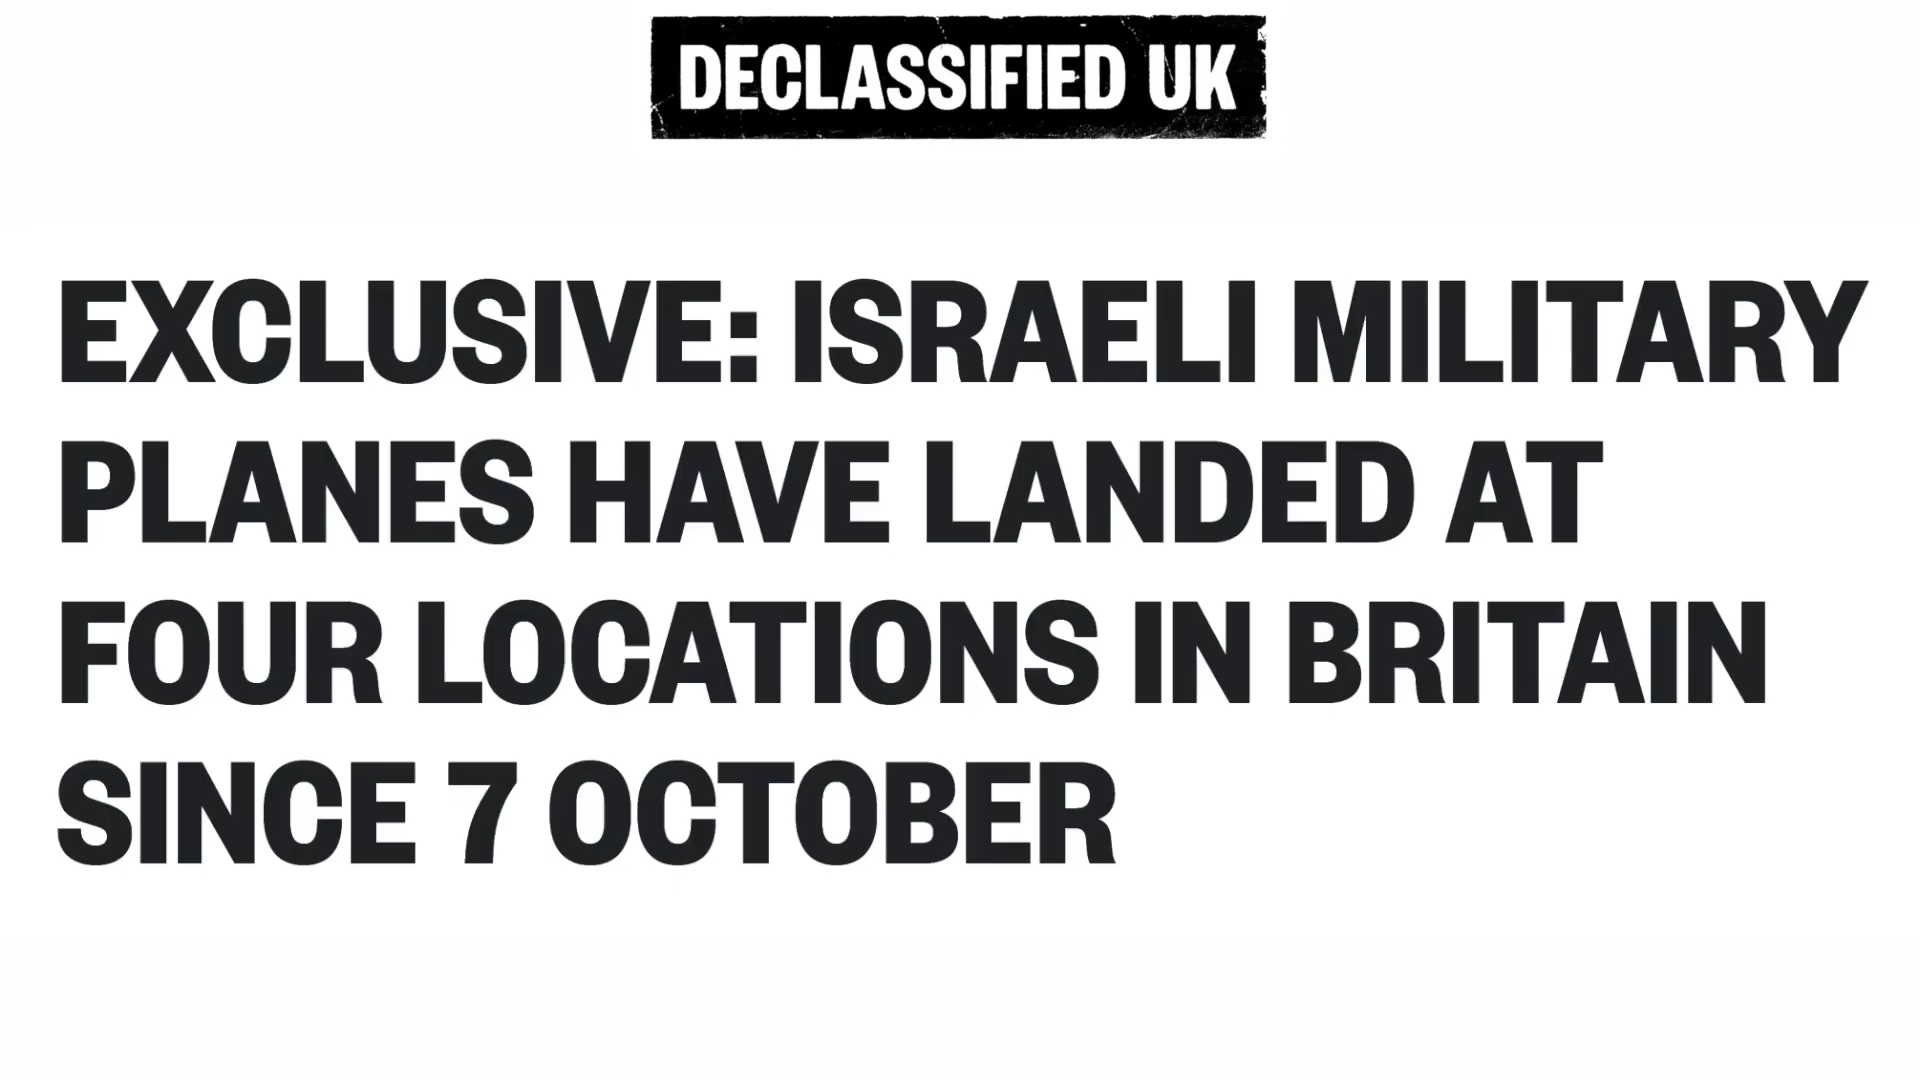 DECLASSIFIED UK
EXCLUSIVE: ISRAELI MILITARY
PLANES HAVE LANDED AT
FOUR LOCATIONS IN BRITAIN
SINCE 7 OCTOBER